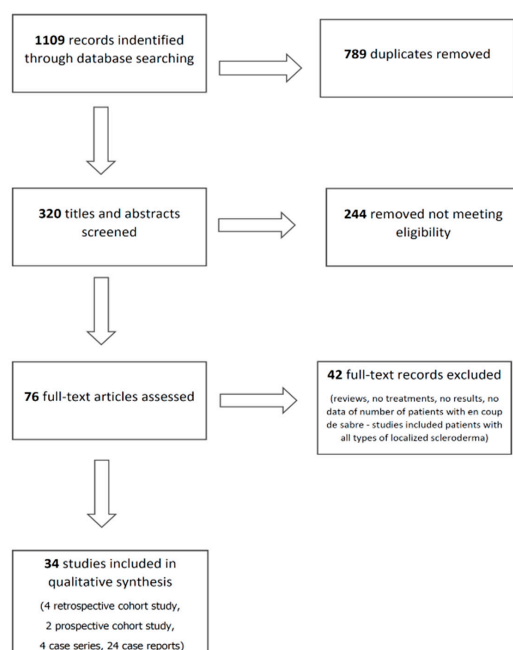 1109 records indentified
through database searching
789 duplicates removed
320 titles and abstracts
screened
244 removed not meeting
eligibility
76 full-text articles assessed
42 full-text records excluded
(reviews, no treatments, no results, no
data of number of patients with en coup
de sabre - studies included patients with
all types of localized scleroderma)
34 studies included in
qualitative synthesis
(4 retrospective cohort study,
2 prospective cohort study,
4 case series, 24 case reports)